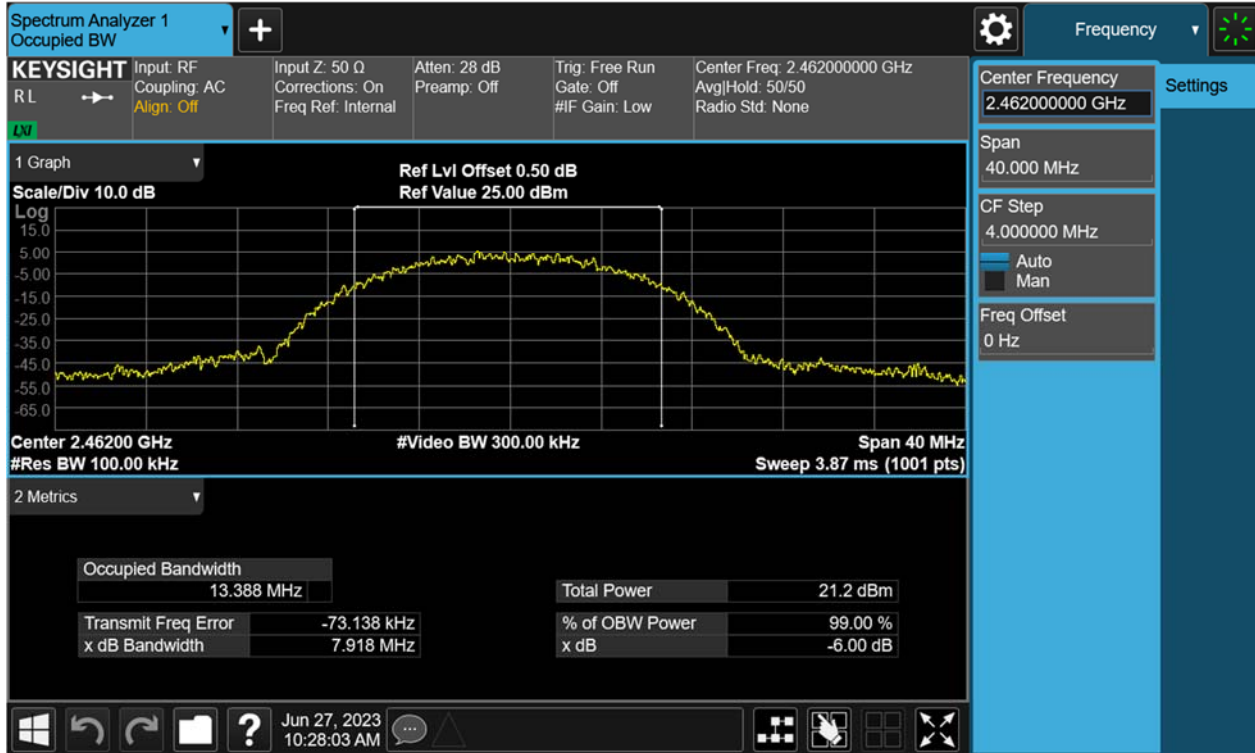 Spectrum Analyzer 1
Occupied BW
+
Frequency
KEYSIGHT
RL
LXI
Input: RF
Coupling: AC
Align: Off
Input Z: 50 Ω
Corrections: On
Freq Ref: Internal
Atten: 28 dB
Preamp: Off
Trig: Free Run
Gate: Off
#IF Gain: Low
Center Freq: 2.462000000 GHz
Avg|Hold: 50/50
Radio Std: None
Center Frequency
2.462000000 GHz
Settings
Span
40.000 MHz
CF Step
4.000000 MHz
Auto
Man
Freq Offset
0 Hz
1 Graph
Scale/Div 10.0 dB
Ref Lvl Offset 0.50 dB
Ref Value 25.00 dBm
Log
15.0
5.00
-5.00
-15.0
-25.0
-35.0
-45.0
-55.0
-65.0
Center 2.46200 GHz
#Video BW 300.00 kHz
Span 40 MHz
#Res BW 100.00 kHz
Sweep 3.87 ms (1001 pts)
2 Metrics
Occupied Bandwidth
13.388 MHz
Total Power 21.2 dBm
Transmit Freq Error -73.138 kHz
% of OBW Power 99.00 %
x dB Bandwidth 7.918 MHz
x dB -6.00 dB
?
Jun 27, 2023
10:28:03 AM